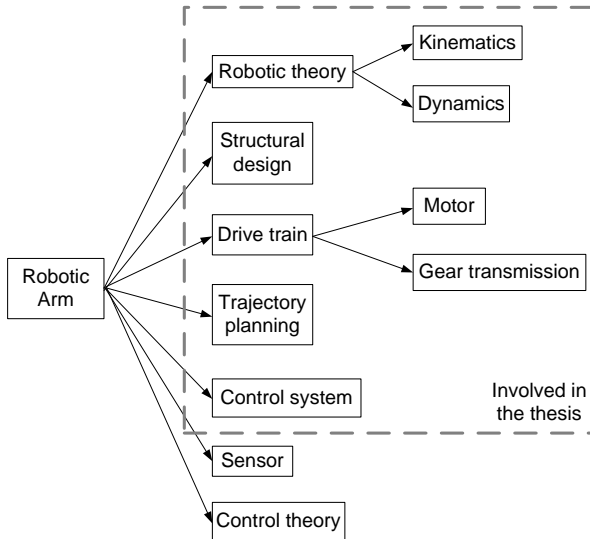 Kinematics
Robotic theory
Dynamics
Structural
design
Motor
Drive train
Gear transmission
Robotic
Arm
Trajectory
planning
Control system
Involved in
the thesis
Sensor
Control theory